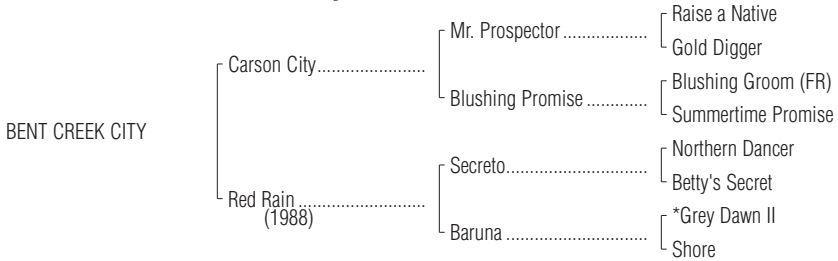 Raise a Native
Mr. Prospector..................
Gold Digger
Carson City.......................
Blushing Groom (FR)
Blushing Promise .............
Summertime Promise
BENT CREEK CITY
Northern Dancer
Secreto..............................
Betty's Secret
Red Rain ..........................
(1988)
*Grey Dawn II
Baruna ..............................
Shore